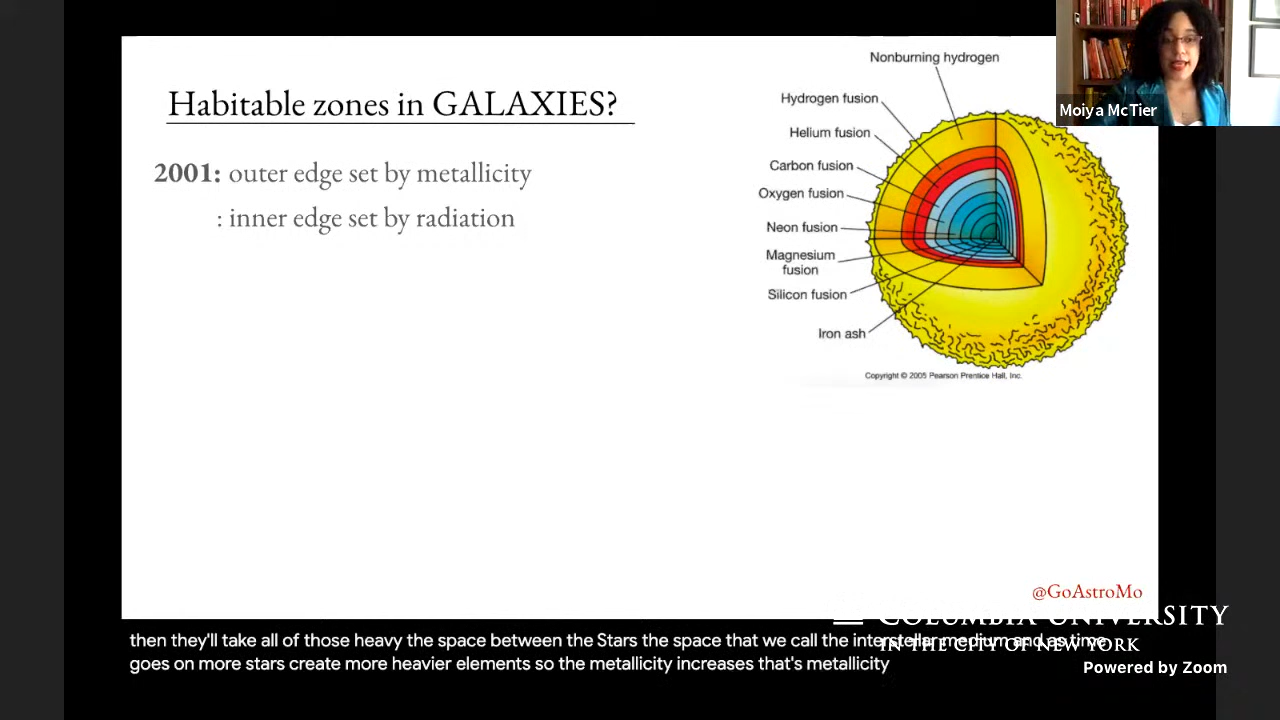 Moiya McTier
Habitable zones in GALAXIES?
2001: outer edge set by metallicity
: inner edge set by radiation
Nonburning hydrogen
Hydrogen fusion
Helium fusion
Carbon fusion
Oxygen fusion
Neon fusion
Magnesium
fusion
Silicon fusion
Iron ash
Copyright © 2005 Pearson Prentice Hall, Inc.
@GoAstroMo
COLUMBIA UNIVERSITY
IN THE CITY OF NEW YORK
then they'll take all of those heavy the space between the Stars the space that we call the interstellar medium and as time
goes on more stars create more heavier elements so the metallicity increases that's metallicity
Powered by Zoom